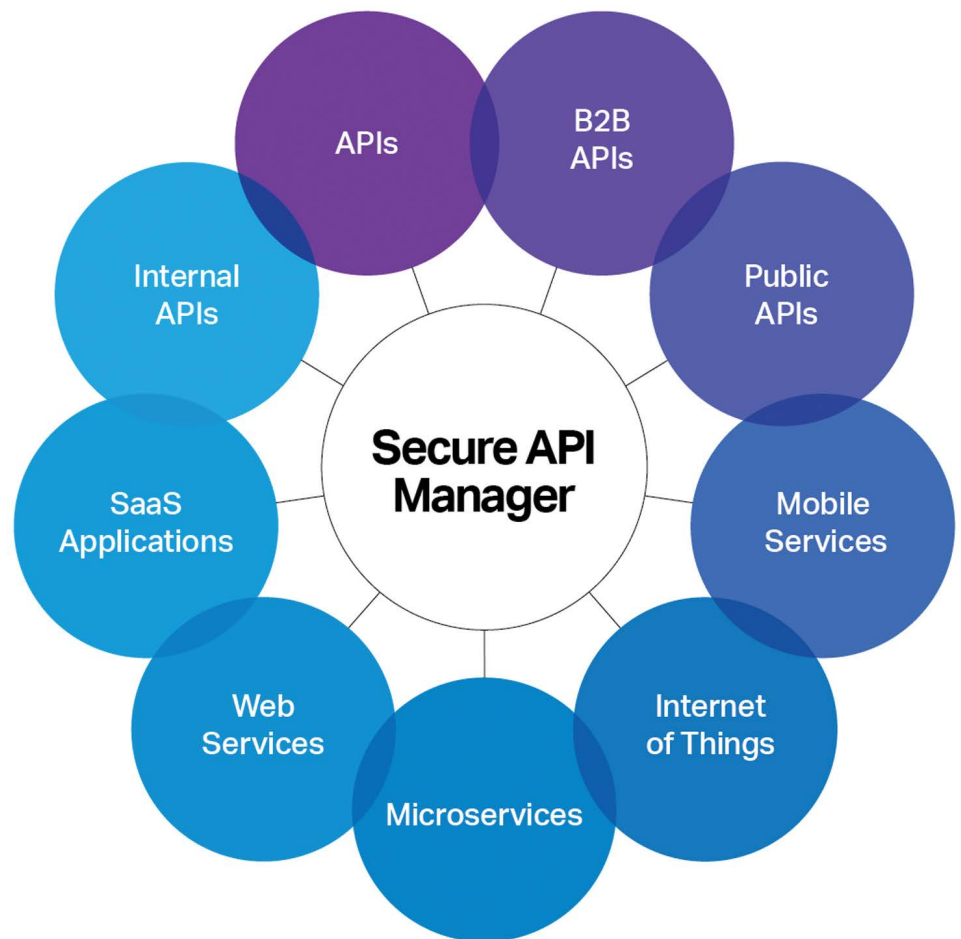 APIs
B2B
APIs
Public
APIs
Mobile
Services
Internet
of Things
Microservices
Web
Services
SaaS
Applications
Internal
APIs
Secure API
Manager